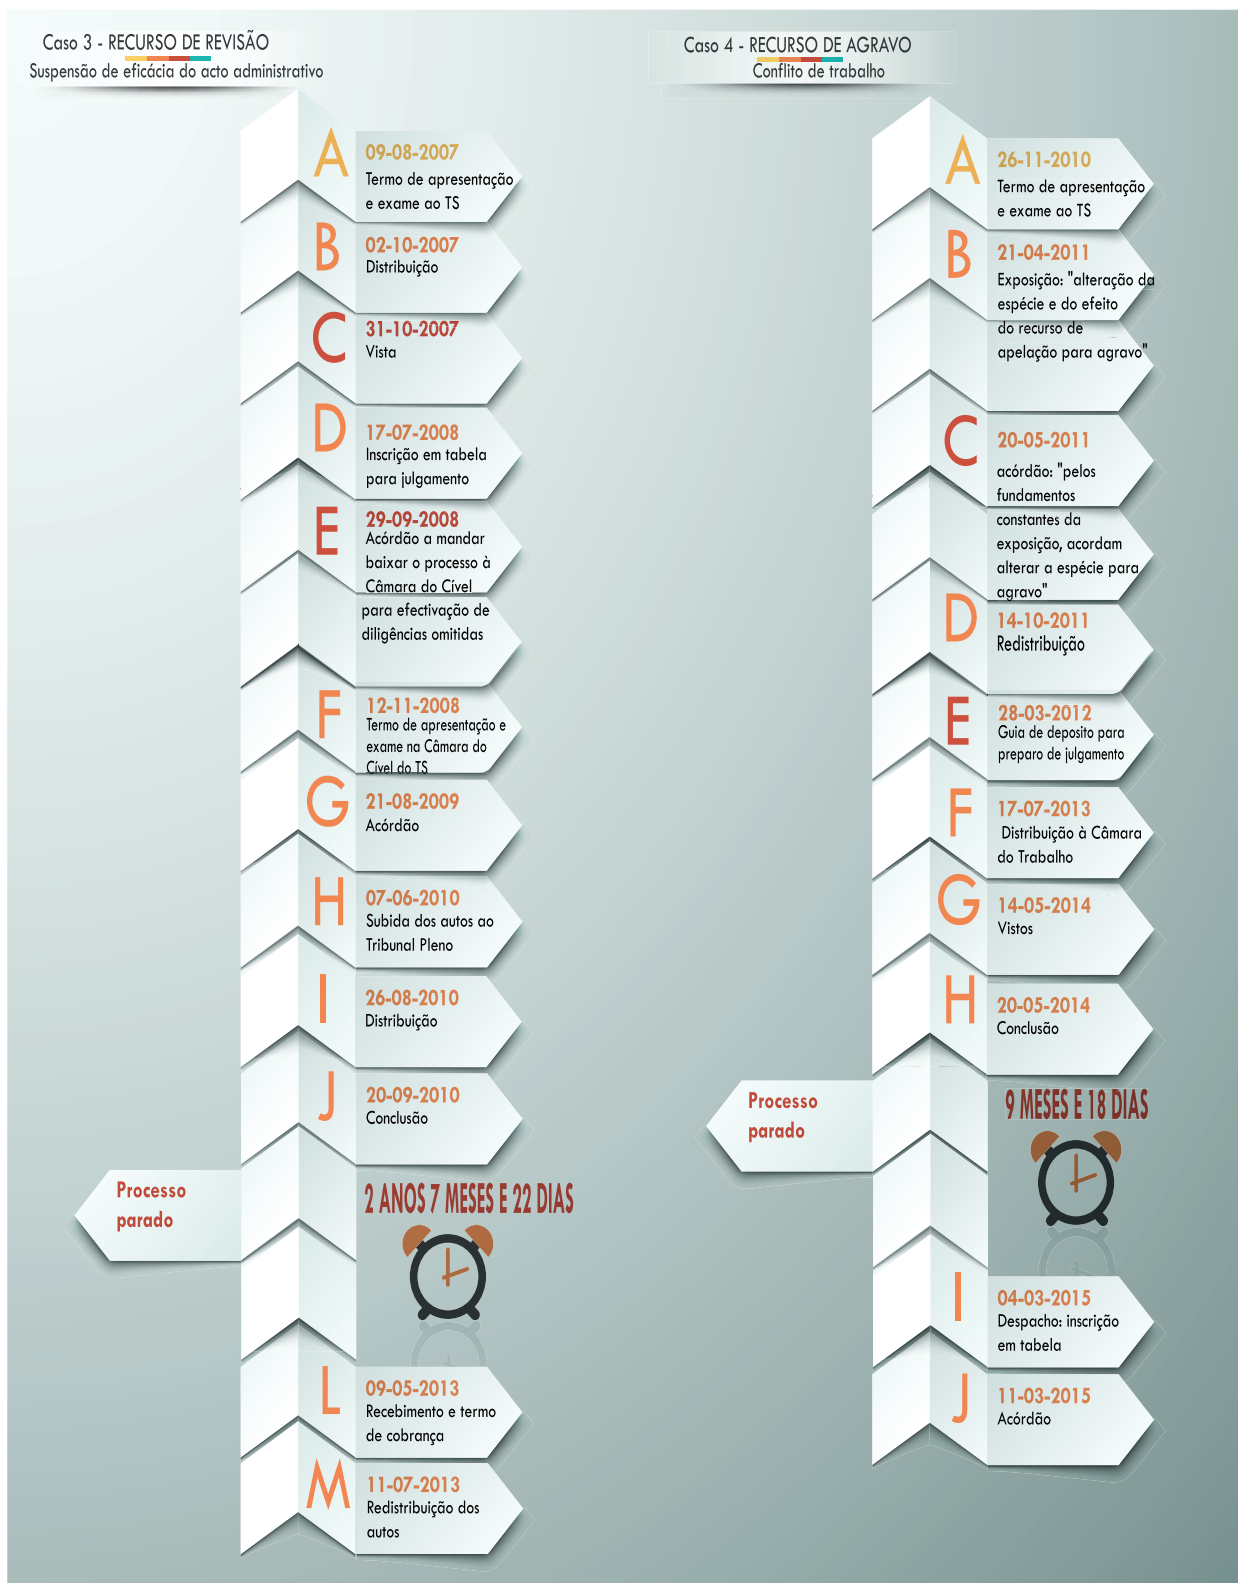 Caso 3 - RECURSO DE REVISÃO
Suspensão de eficácia do acto administrativo
A
09-08-2007
Termo de apresentação
e exame ao TS
B
02-10-2007
Distribuição
C
31-10-2007
Vista
D
17-07-2008
Inscrição em tabela
para julgamento
E
29-09-2008
Acórdão a mandar
baixar o processo à
Câmara do Cível
para efectivação de
diligências omitidas
F
12-11-2008
Termo de apresentação e
exame na Câmara do
Cível do TS
G
21-08-2009
Acórdão
H
07-06-2010
Subida dos autos ao
Tribunal Pleno
I
26-08-2010
Distribuição
J
20-09-2010
Conclusão
Processo
parado
2 ANOS 7 MESES E 22 DIAS
L
09-05-2013
Recebimento e termo
de cobrança
M
11-07-2013
Redistribuição dos
autos
Caso 4 - RECURSO DE AGRAVO
Conflito de trabalho
A
26-11-2010
Termo de apresentação
e exame ao TS
B
21-04-2011
Exposição: "alteração da
espécie e do efeito
do recurso de
apelação para agravo"
C
20-05-2011
acórdão: "pelos
fundamentos
constantes da
exposição, acordam
alterar a espécie para
agravo"
D
14-10-2011
Redistribuição
E
28-03-2012
Guia de deposito para
preparo de julgamento
F
17-07-2013
Distribuição à Câmara
do Trabalho
G
14-05-2014
Vistos
H
20-05-2014
Conclusão
Processo
parado
9 MESES E 18 DIAS
I
04-03-2015
Despacho: inscrição
em tabela
J
11-03-2015
Acórdão